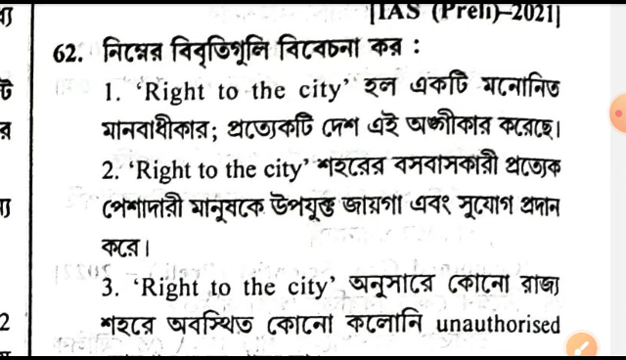 [IAS (Preli)–2021]
62. নিম্নের বিবৃতিগুলি বিবেচনা কর :
1. ‘Right to the city’ হল একটি মনোনিত
মানবাধীকার; প্রত্যেকটি দেশ এই অঙ্গীকার করেছে।
2. ‘Right to the city’ শহরের বসবাসকারী প্রত্যেক
পেশাদারী মানুষকে উপযুক্ত জায়গা এবং সুযোগ প্রদান
করে।
3. ‘Right to the city’ অনুসারে কোনো রাজ্য
শহরে অবস্থিত কোনো কলোনি unauthorised